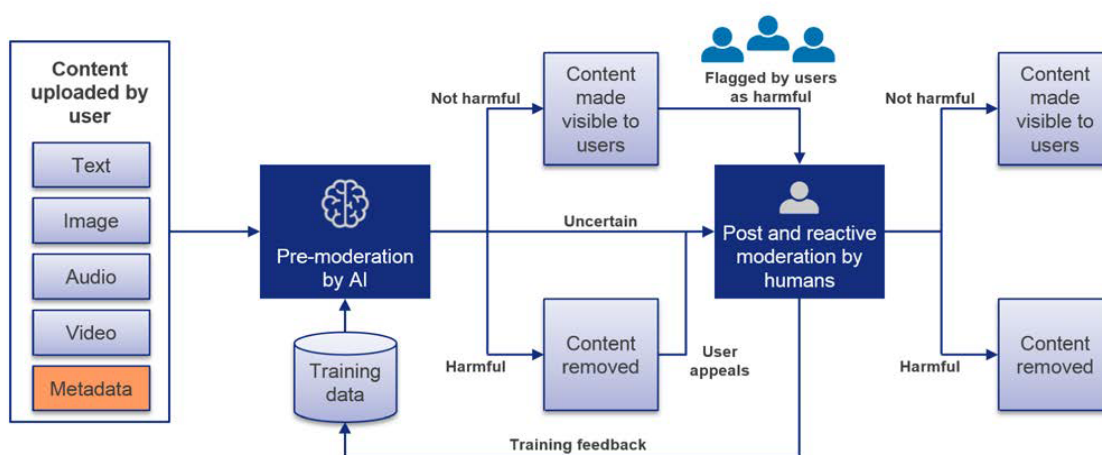 Content
uploaded by
user
Text
Image
Audio
Video
Metadata
Pre-moderation
by AI
Training
data
Not harmful
Content
made
visible to
users
Flagged by users
as harmful
Uncertain
Harmful
Content
removed
User
appeals
Post and reactive
moderation by
humans
Training feedback
Not harmful
Content
made
visible to
users
Harmful
Content
removed